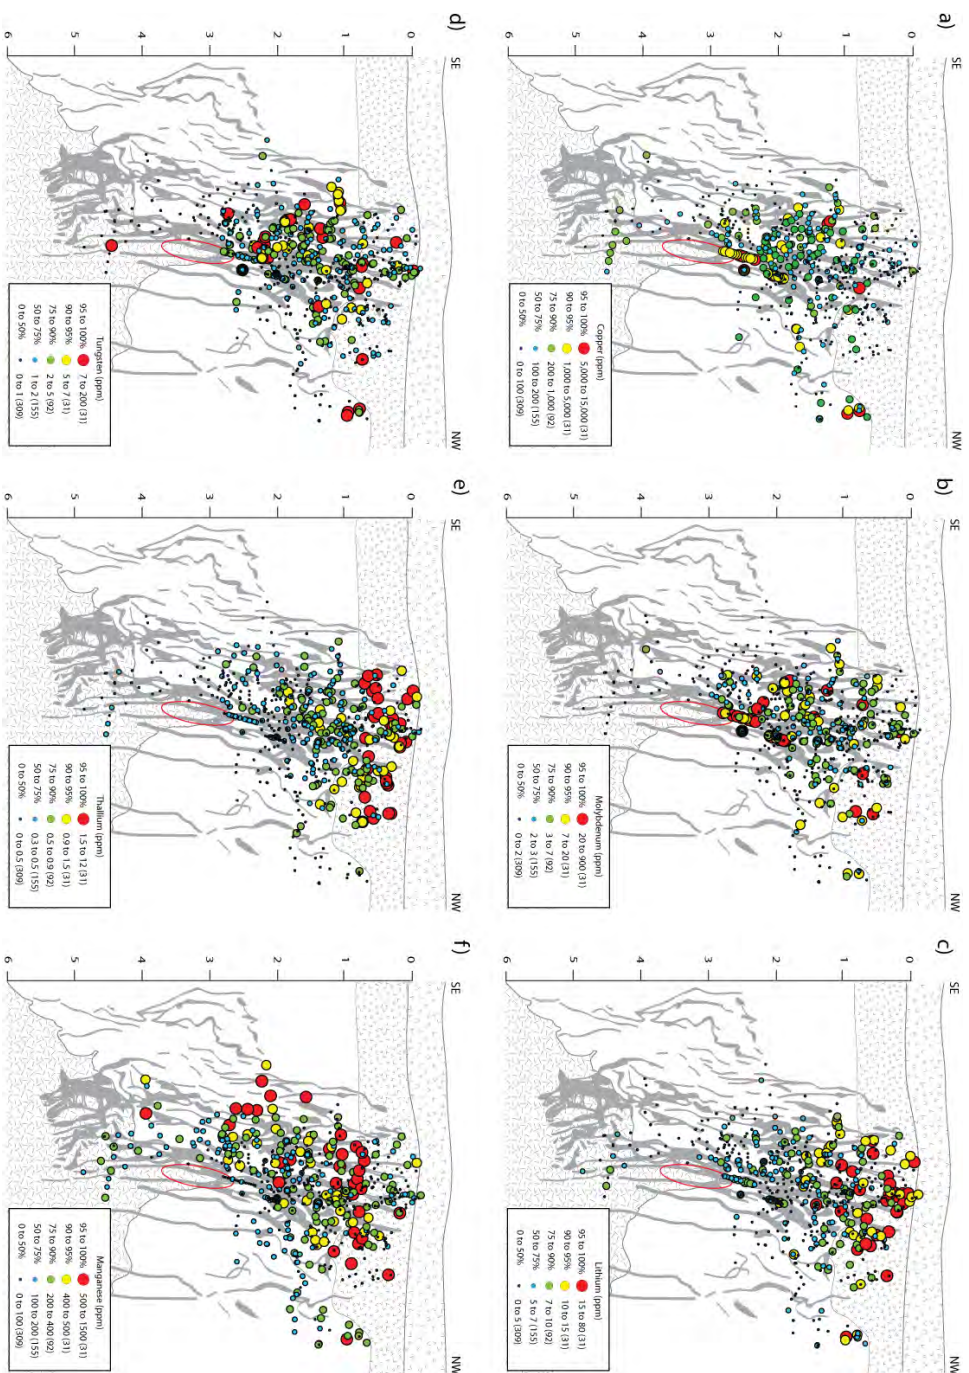 a)
SE
NW
0
1
2
3
4
5
6
Copper (ppm)
95 to 100% 5,000 to 15,000 (31)
90 to 95% 1,000 to 5,000 (31)
75 to 90% 200 to 1,000 (92)
50 to 75% 100 to 200 (155)
0 to 50% 0 to 100 (309)
b)
SE
NW
0
1
2
3
4
5
6
Molybdenum (ppm)
95 to 100% 20 to 900 (31)
90 to 95% 7 to 20 (31)
75 to 90% 3 to 7 (92)
50 to 75% 2 to 3 (155)
0 to 50% 0 to 2 (309)
c)
SE
NW
0
1
2
3
4
5
6
Lithium (ppm)
95 to 100% 15 to 80 (31)
90 to 95% 10 to 15 (31)
75 to 90% 7 to 10 (92)
50 to 75% 5 to 7 (155)
0 to 50% 0 to 5 (309)
d)
SE
NW
0
1
2
3
4
5
6
Tungsten (ppm)
95 to 100% 7 to 200 (31)
90 to 95% 5 to 7 (31)
75 to 90% 2 to 5 (92)
50 to 75% 1 to 2 (155)
0 to 50% 0 to 1 (309)
e)
SE
NW
0
1
2
3
4
5
6
Thallium (ppm)
95 to 100% 1.5 to 12 (31)
90 to 95% 0.9 to 1.5 (31)
75 to 90% 0.5 to 0.9 (92)
50 to 75% 0.3 to 0.5 (155)
0 to 50% 0 to 0.5 (309)
f)
SE
NW
0
1
2
3
4
5
6
Manganese (ppm)
95 to 100% 500 to 1500 (31)
90 to 95% 400 to 500 (31)
75 to 90% 200 to 400 (92)
50 to 75% 100 to 200 (155)
0 to 50% 0 to 100 (309)